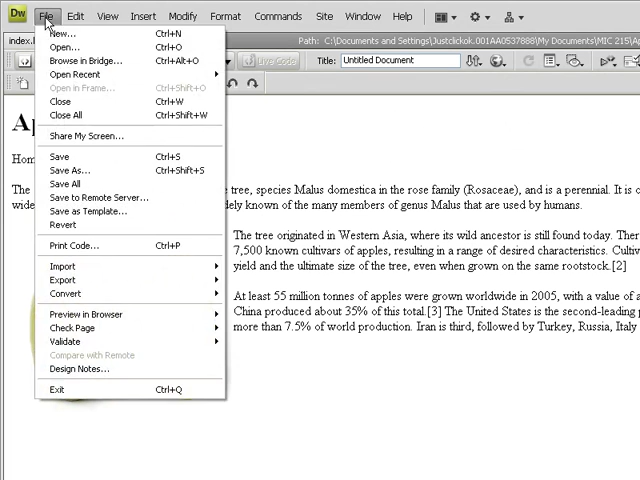 Dw File Edit View Insert Modify Format Commands Site Window Help
index.
C:\Documents and Settings\Justclickok.001AA0537888\My Documents\MIC 215\Ap
Live Code Title: Untitled Document
New... Ctrl+N
Open... Ctrl+O
Browse in Bridge... Ctrl+Alt+O
Open Recent
Open in Frame... Ctrl+Shift+O
Close Ctrl+W
Close All Ctrl+Shift+W
Share My Screen...
Save Ctrl+S
Save As... Ctrl+Shift+S
Save All
Save to Remote Server...
Save as Template...
Revert
Print Code... Ctrl+P
Import
Export
Convert
Preview in Browser
Check Page
Validate
Compare with Remote
Design Notes...
Exit Ctrl+Q
Ap
Hom
The tree, species Malus domestica in the rose family (Rosaceae), and is a perennial. It is o
wide dely known of the many members of genus Malus that are used by humans.
The tree originated in Western Asia, where its wild ancestor is still found today. Ther
7,500 known cultivars of apples, resulting in a range of desired characteristics. Cultiv
yield and the ultimate size of the tree, even when grown on the same rootstock.[2]
At least 55 million tonnes of apples were grown worldwide in 2005, with a value of a
China produced about 35% of this total.[3] The United States is the second-leading p
more than 7.5% of world production. Iran is third, followed by Turkey, Russia, Italy